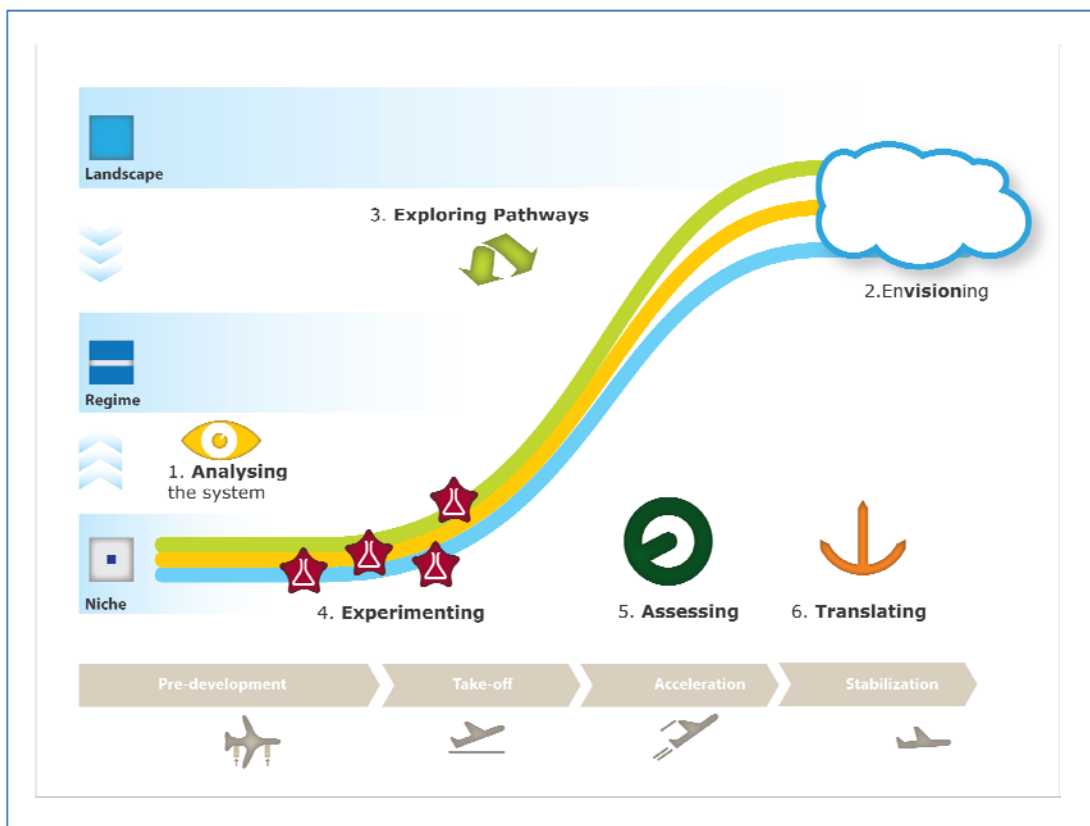 Landscape
3. Exploring Pathways
2.Envisioning
Regime
1. Analysing
the system
Niche
4. Experimenting
5. Assessing
6. Translating
Pre-development
Take-off
Acceleration
Stabilization